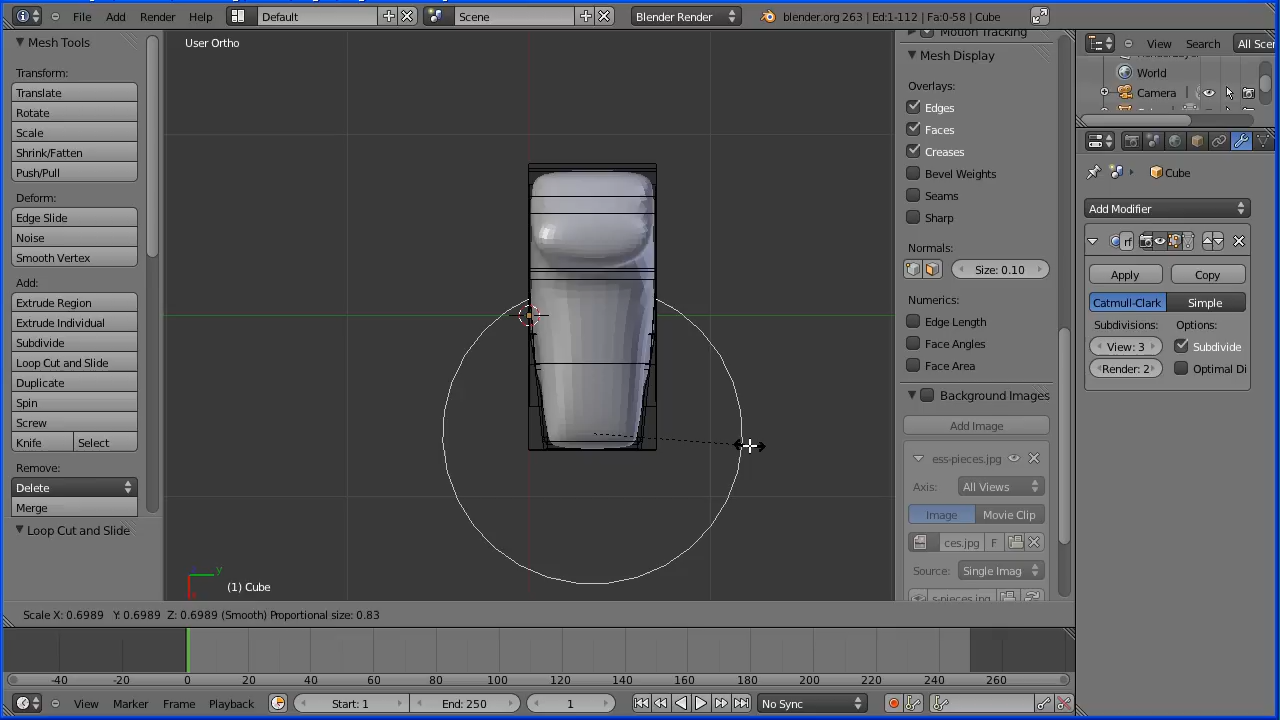 File Add Render Help Default Scene Blender Render blender.org 263 | Ed:1-112 | Fa:0-58 | Cube
Mesh Tools
Transform:
Translate
Rotate
Scale
Shrink/Fatten
Push/Pull
Deform:
Edge Slide
Noise
Smooth Vertex
Add:
Extrude Region
Extrude Individual
Subdivide
Loop Cut and Slide
Duplicate
Spin
Screw
Knife Select
Remove:
Delete
Merge
Loop Cut and Slide
User Ortho
y
(1) Cube
Scale X: 0.6989 Y: 0.6989 Z: 0.6989 (Smooth) Proportional size: 0.83
Motion Tracking
Mesh Display
Overlays:
Edges
Faces
Creases
Bevel Weights
Seams
Sharp
Normals:
Size: 0.10
Numerics:
Edge Length
Face Angles
Face Area
Background Images
Add Image
ess-pieces.jpg
Axis: All Views
Image Movie Clip
ces.jpg F
Source: Single Imag
s-pieces.jpg
View Search All Scen
World
Camera
Cube
Add Modifier
rf
Apply Copy
Catmull-Clark Simple
Subdivisions: Options:
View: 3 Subdivide
Render: 2 Optimal Di
-40 -20 0 20 40 60 80 100 120 140 160 180 200 220 240 260
View Marker Frame Playback Start: 1 End: 250 1 No Sync